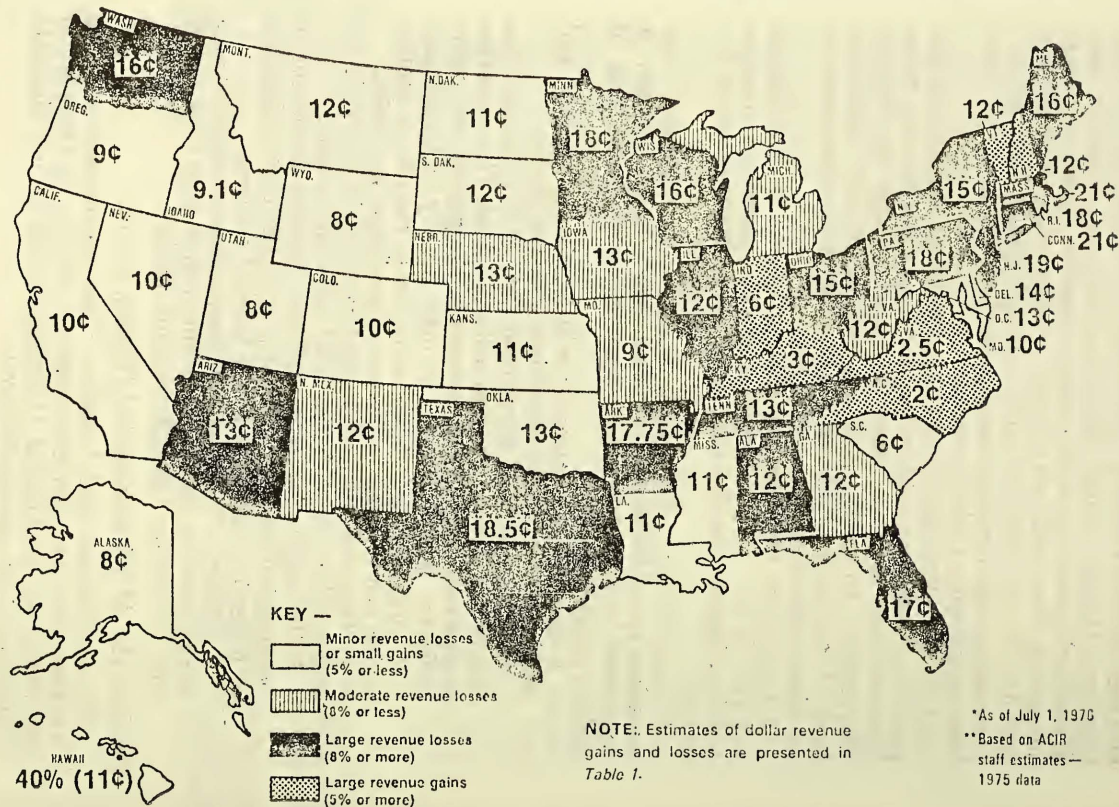 WASH
16¢
MONT.
12¢
N.DAK.
11¢
MINN
18¢
ME
16¢
OREG.
9¢
9.1¢
IDAHO
WYO.
8¢
S. DAK.
12¢
WIS
16¢
MICH
11¢
12¢
N.H.
12¢
MASS
21¢
R.I.
18¢
CONN.
21¢
N.Y.
15¢
CALIF.
10¢
NEV.
10¢
UTAH
8¢
COLO.
10¢
NEBR.
13¢
IOWA
13¢
ILL
12¢
IND
6¢
OHIO
15¢
PA
18¢
N.J.
19¢
DEL.
14¢
D.C.
13¢
MD.
10¢
KANS.
11¢
MO.
9¢
KY.
3¢
W.VA
12¢
VA
2.5¢
ARIZ
13¢
N. MEX
12¢
TEXAS
18.5¢
OKLA.
13¢
ARK
17.75¢
TENN
13¢
N.C.
2¢
S.C.
6¢
MISS.
11¢
ALA
12¢
GA.
12¢
LA.
11¢
FLA
17¢
ALASKA
8¢
HAWAII
40% (11¢)
KEY —
Minor revenue losses
or small gains
(5% or less)
Moderate revenue losses
(8% or less)
Large revenue losses
(8% or more)
Large revenue gains
(5% or more)
NOTE: Estimates of dollar revenue
gains and losses are presented in
Table 1.
*As of July 1, 1976
**Based on ACIR
staff estimates —
1975 data